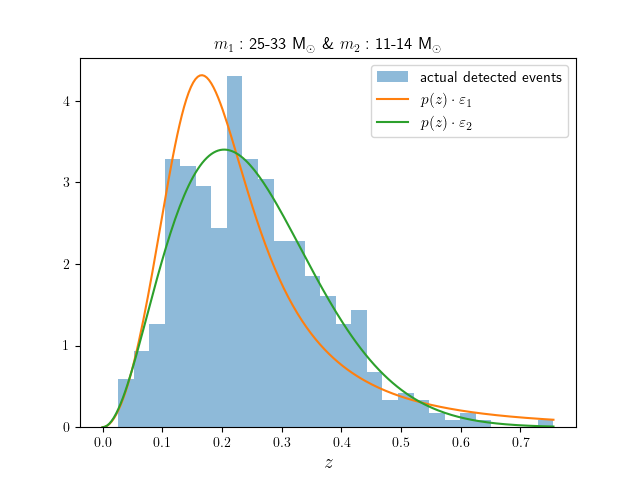 m₁ : 25-33 M⊙ & m₂ : 11-14 M⊙
actual detected events
p(z) · ε₁
p(z) · ε₂
4
3
2
1
0
0.0 0.1 0.2 0.3 0.4 0.5 0.6 0.7
z